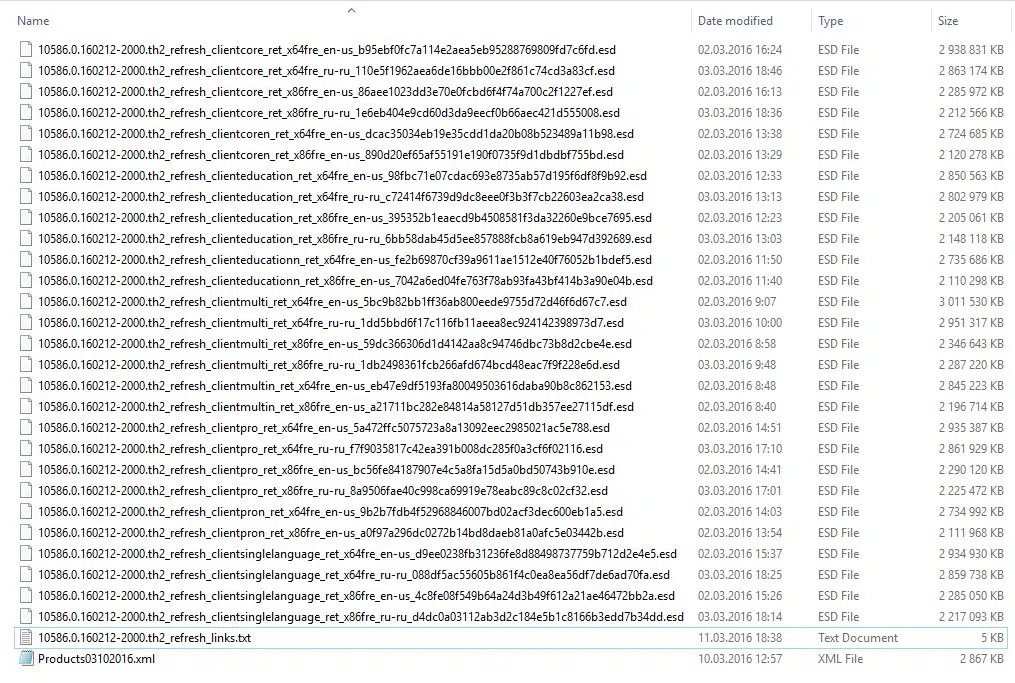 Name Date modified Type Size
10586.0.160212-2000.th2_refresh_clientcore_ret_x64fre_en-us_b95ebf0fc7a114e2aea5eb95288769809fd7c6fd.esd 02.03.2016 16:24 ESD File 2 938 831 KB
10586.0.160212-2000.th2_refresh_clientcore_ret_x64fre_ru-ru_110e5f1962aea6de16bbb00e2f861c74cd3a83cf.esd 03.03.2016 18:46 ESD File 2 863 174 KB
10586.0.160212-2000.th2_refresh_clientcore_ret_x86fre_en-us_86aee1023dd3e70e0fcbd6f4f74a700c2f1227ef.esd 02.03.2016 16:13 ESD File 2 285 972 KB
10586.0.160212-2000.th2_refresh_clientcore_ret_x86fre_ru-ru_1e6eb404e9cd60d3da9eecf0b66aec421d555008.esd 03.03.2016 18:36 ESD File 2 212 566 KB
10586.0.160212-2000.th2_refresh_clientcoren_ret_x64fre_en-us_dcac35034eb19e35cdd1da20b08b523489a11b98.esd 02.03.2016 13:38 ESD File 2 724 685 KB
10586.0.160212-2000.th2_refresh_clientcoren_ret_x86fre_en-us_890d20ef65af55191e190f0735f9d1dbdbf755bd.esd 02.03.2016 13:29 ESD File 2 120 278 KB
10586.0.160212-2000.th2_refresh_clienteducation_ret_x64fre_en-us_98fbc71e07cdac693e8735ab57d195f6df8f9b92.esd 02.03.2016 12:33 ESD File 2 850 563 KB
10586.0.160212-2000.th2_refresh_clienteducation_ret_x64fre_ru-ru_c72414f6739d9dc8eee0f3b3f7cb22603ea2ca38.esd 03.03.2016 13:13 ESD File 2 802 979 KB
10586.0.160212-2000.th2_refresh_clienteducation_ret_x86fre_en-us_395352b1eaecd9b4508581f3da32260e9bce7695.esd 02.03.2016 12:23 ESD File 2 205 061 KB
10586.0.160212-2000.th2_refresh_clienteducation_ret_x86fre_ru-ru_6bb58dab45d5ee857888fcb8a619eb947d392689.esd 03.03.2016 13:03 ESD File 2 148 118 KB
10586.0.160212-2000.th2_refresh_clienteducationn_ret_x64fre_en-us_fe2b69870cf39a9611ae1512e40f76052b1bdef5.esd 02.03.2016 11:50 ESD File 2 735 686 KB
10586.0.160212-2000.th2_refresh_clienteducationn_ret_x86fre_en-us_7042a6ed04fe763f78ab93fa43bf414b3a90e04b.esd 02.03.2016 11:40 ESD File 2 110 298 KB
10586.0.160212-2000.th2_refresh_clientmulti_ret_x64fre_en-us_5bc9b82bb1ff36ab800eede9755d72d46f6d67c7.esd 02.03.2016 9:07 ESD File 3 011 530 KB
10586.0.160212-2000.th2_refresh_clientmulti_ret_x64fre_ru-ru_1dd5bbd6f17c116fb11aeea8ec924142398973d7.esd 03.03.2016 10:00 ESD File 2 951 317 KB
10586.0.160212-2000.th2_refresh_clientmulti_ret_x86fre_en-us_59dc366306d1d4142aa8c94746dbc73b8d2cbe4e.esd 02.03.2016 8:58 ESD File 2 346 643 KB
10586.0.160212-2000.th2_refresh_clientmulti_ret_x86fre_ru-ru_1db2498361fcb266afd674bcd48eac7f9f228e6d.esd 03.03.2016 9:48 ESD File 2 287 220 KB
10586.0.160212-2000.th2_refresh_clientmultin_ret_x64fre_en-us_eb47e9df5193fa80049503616daba90b8c862153.esd 02.03.2016 8:48 ESD File 2 845 223 KB
10586.0.160212-2000.th2_refresh_clientmultin_ret_x86fre_en-us_a21711bc282e84814a58127d51db357ee27115df.esd 02.03.2016 8:40 ESD File 2 196 714 KB
10586.0.160212-2000.th2_refresh_clientpro_ret_x64fre_en-us_5a472ffc5075723a8a13092eec2985021ac5e788.esd 02.03.2016 14:51 ESD File 2 935 387 KB
10586.0.160212-2000.th2_refresh_clientpro_ret_x64fre_ru-ru_f7f9035817c42ea391b008dc285f0a3cf6f02116.esd 03.03.2016 17:10 ESD File 2 861 929 KB
10586.0.160212-2000.th2_refresh_clientpro_ret_x86fre_en-us_bc56fe84187907e4c5a8fa15d5a0bd50743b910e.esd 02.03.2016 14:41 ESD File 2 290 120 KB
10586.0.160212-2000.th2_refresh_clientpro_ret_x86fre_ru-ru_8a9506fae40c998ca69919e78eabc89c8c02cf32.esd 03.03.2016 17:01 ESD File 2 225 472 KB
10586.0.160212-2000.th2_refresh_clientpron_ret_x64fre_en-us_9b2b7fdb4f52968846007bd02acf3dec600eb1a5.esd 02.03.2016 14:03 ESD File 2 734 992 KB
10586.0.160212-2000.th2_refresh_clientpron_ret_x86fre_en-us_a0f97a296dc0272b14bd8daeb81a0afc5e03442b.esd 02.03.2016 13:54 ESD File 2 111 968 KB
10586.0.160212-2000.th2_refresh_clientsinglelanguage_ret_x64fre_en-us_d9ee0238fb31236fe8d88498737759b712d2e4e5.esd 02.03.2016 15:37 ESD File 2 934 930 KB
10586.0.160212-2000.th2_refresh_clientsinglelanguage_ret_x64fre_ru-ru_088df5ac55605b861f4c0ea8ea56df7de6ad70fa.esd 03.03.2016 18:25 ESD File 2 859 738 KB
10586.0.160212-2000.th2_refresh_clientsinglelanguage_ret_x86fre_en-us_4c8fe08f549b64a24d3b49f612a21ae46472bb2a.esd 02.03.2016 15:26 ESD File 2 285 050 KB
10586.0.160212-2000.th2_refresh_clientsinglelanguage_ret_x86fre_ru-ru_d4dc0a03112ab3d2c184e5b1c8166b3edd7b34dd.esd 03.03.2016 18:14 ESD File 2 217 093 KB
10586.0.160212-2000.th2_refresh_links.txt 11.03.2016 18:38 Text Document 5 KB
Products03102016.xml 10.03.2016 12:57 XML File 2 867 KB